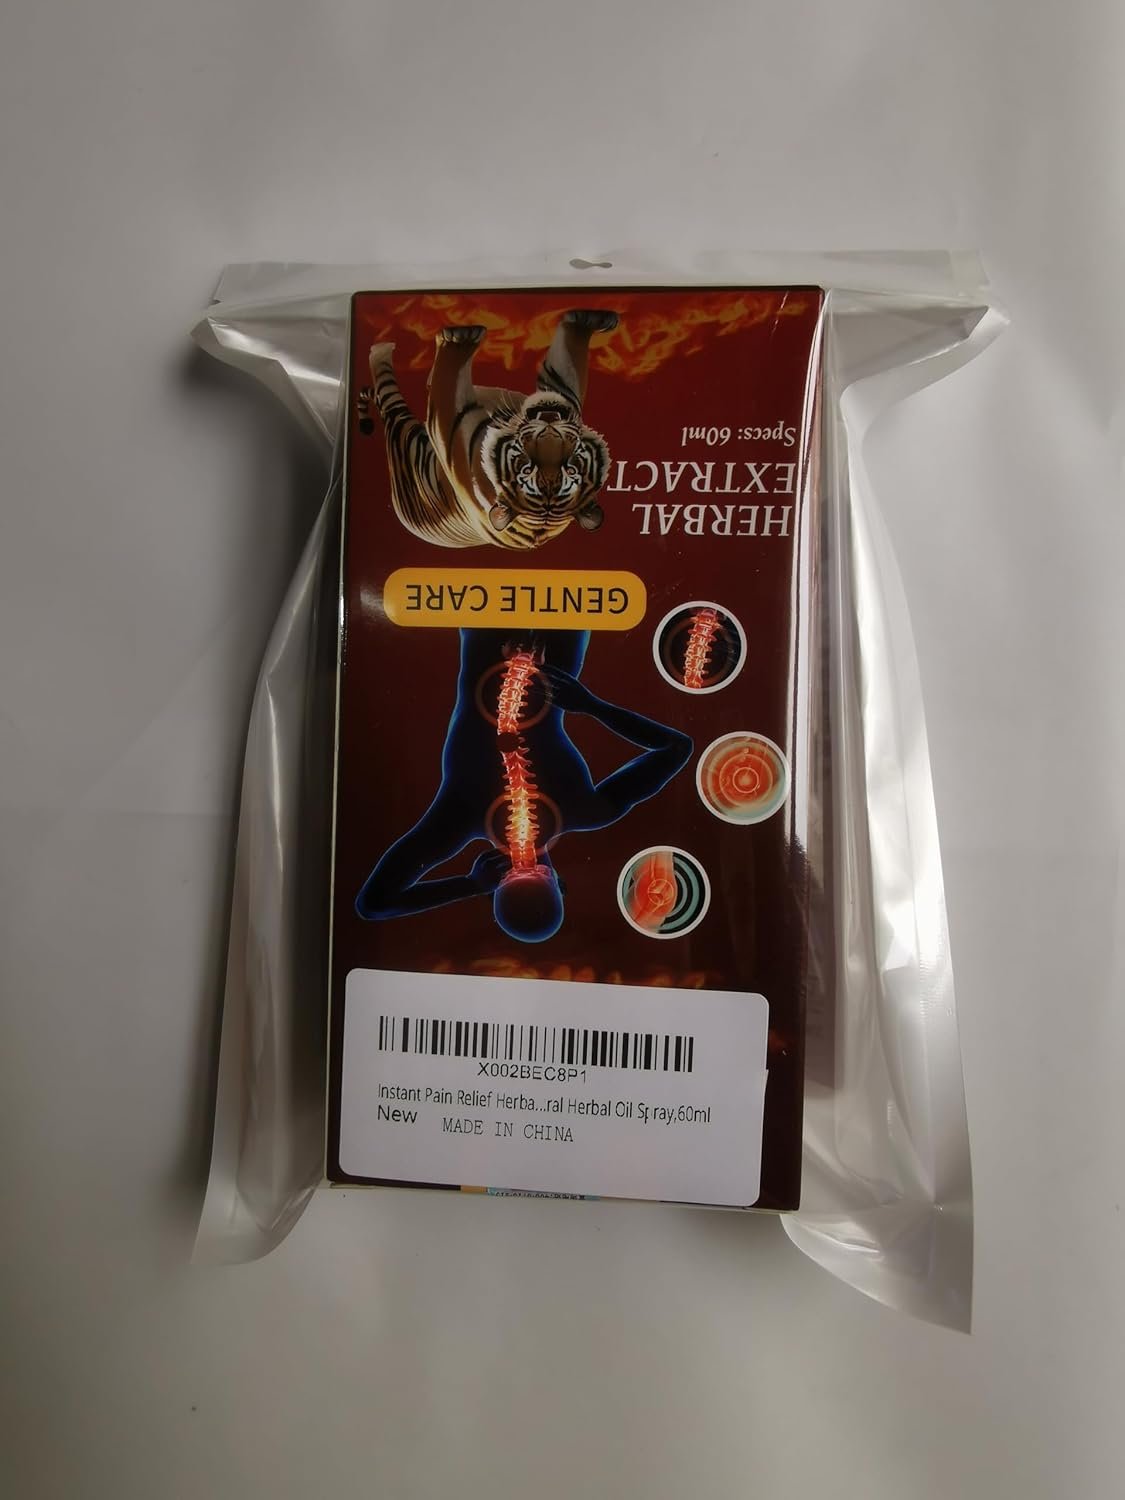 HERBAL
EXTRACT
Specs: 60ml
GENTLE CARE
X002BEC8P1
Instant Pain Relief Herba...ral Herbal Oil Spray,60ml
New
MADE IN CHINA